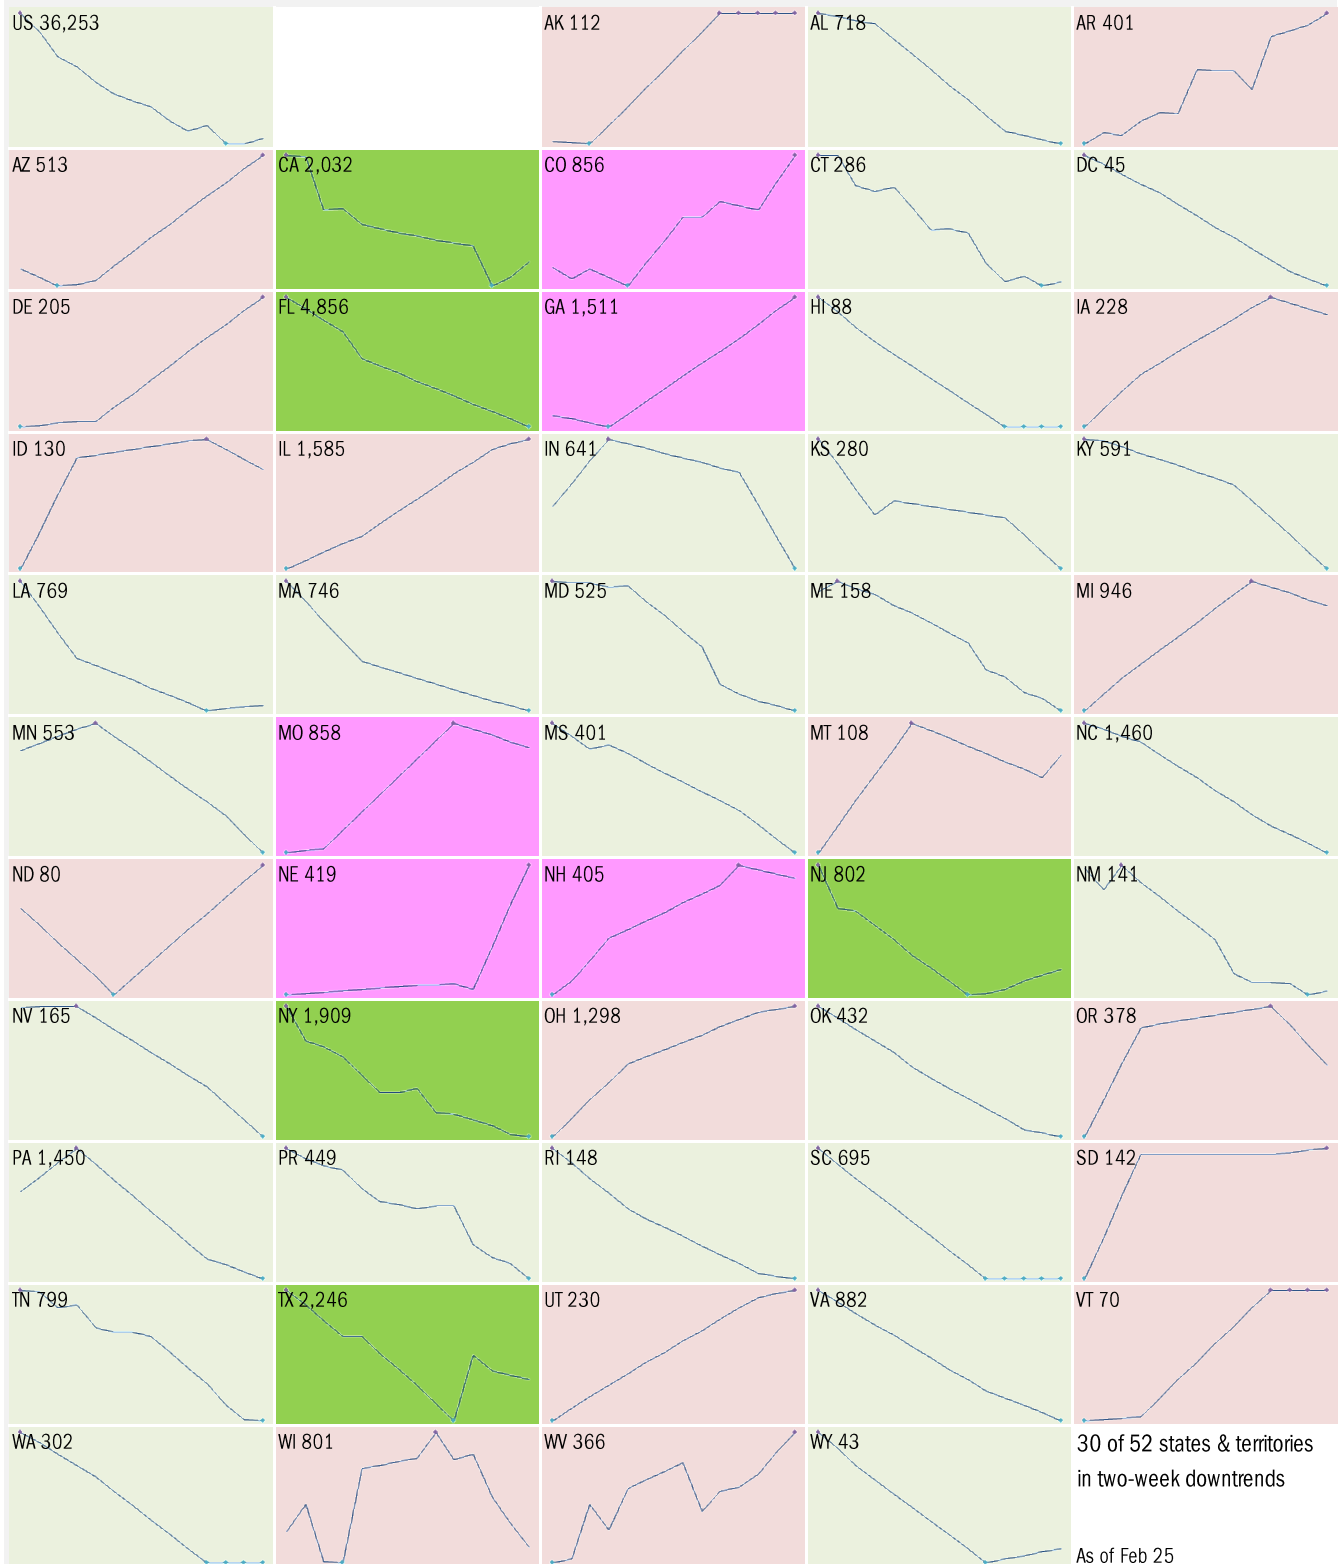 US 36,253
AK 112
AL 718
AR 401
AZ 513
CA 2,032
CO 856
CT 286
DC 45
DE 205
FL 4,856
GA 1,511
HI 88
IA 228
ID 130
IL 1,585
IN 641
KS 280
KY 591
LA 769
MA 746
MD 525
ME 158
MI 946
MN 553
MO 858
MS 401
MT 108
NC 1,460
ND 80
NE 419
NH 405
NJ 802
NM 141
NV 165
NY 1,909
OH 1,298
OK 432
OR 378
PA 1,450
PR 449
RI 148
SC 695
SD 142
TN 799
TX 2,246
UT 230
VA 882
VT 70
WA 302
WI 801
WV 366
WY 43
30 of 52 states & territories
in two-week downtrends
As of Feb 25